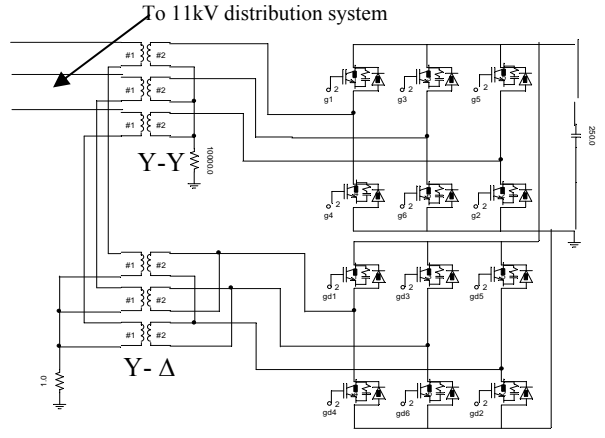 To 11kV distribution system
#1 #2
#1 #2
#1 #2
Y-Y
10000.0
g1 2
g3 2
g5 2
g4 2
g6 2
g2 2
250.0
#1 #2
#1 #2
#1 #2
Y- Δ
1.0
gd1 2
gd3 2
gd5 2
gd4 2
gd6 2
gd2 2